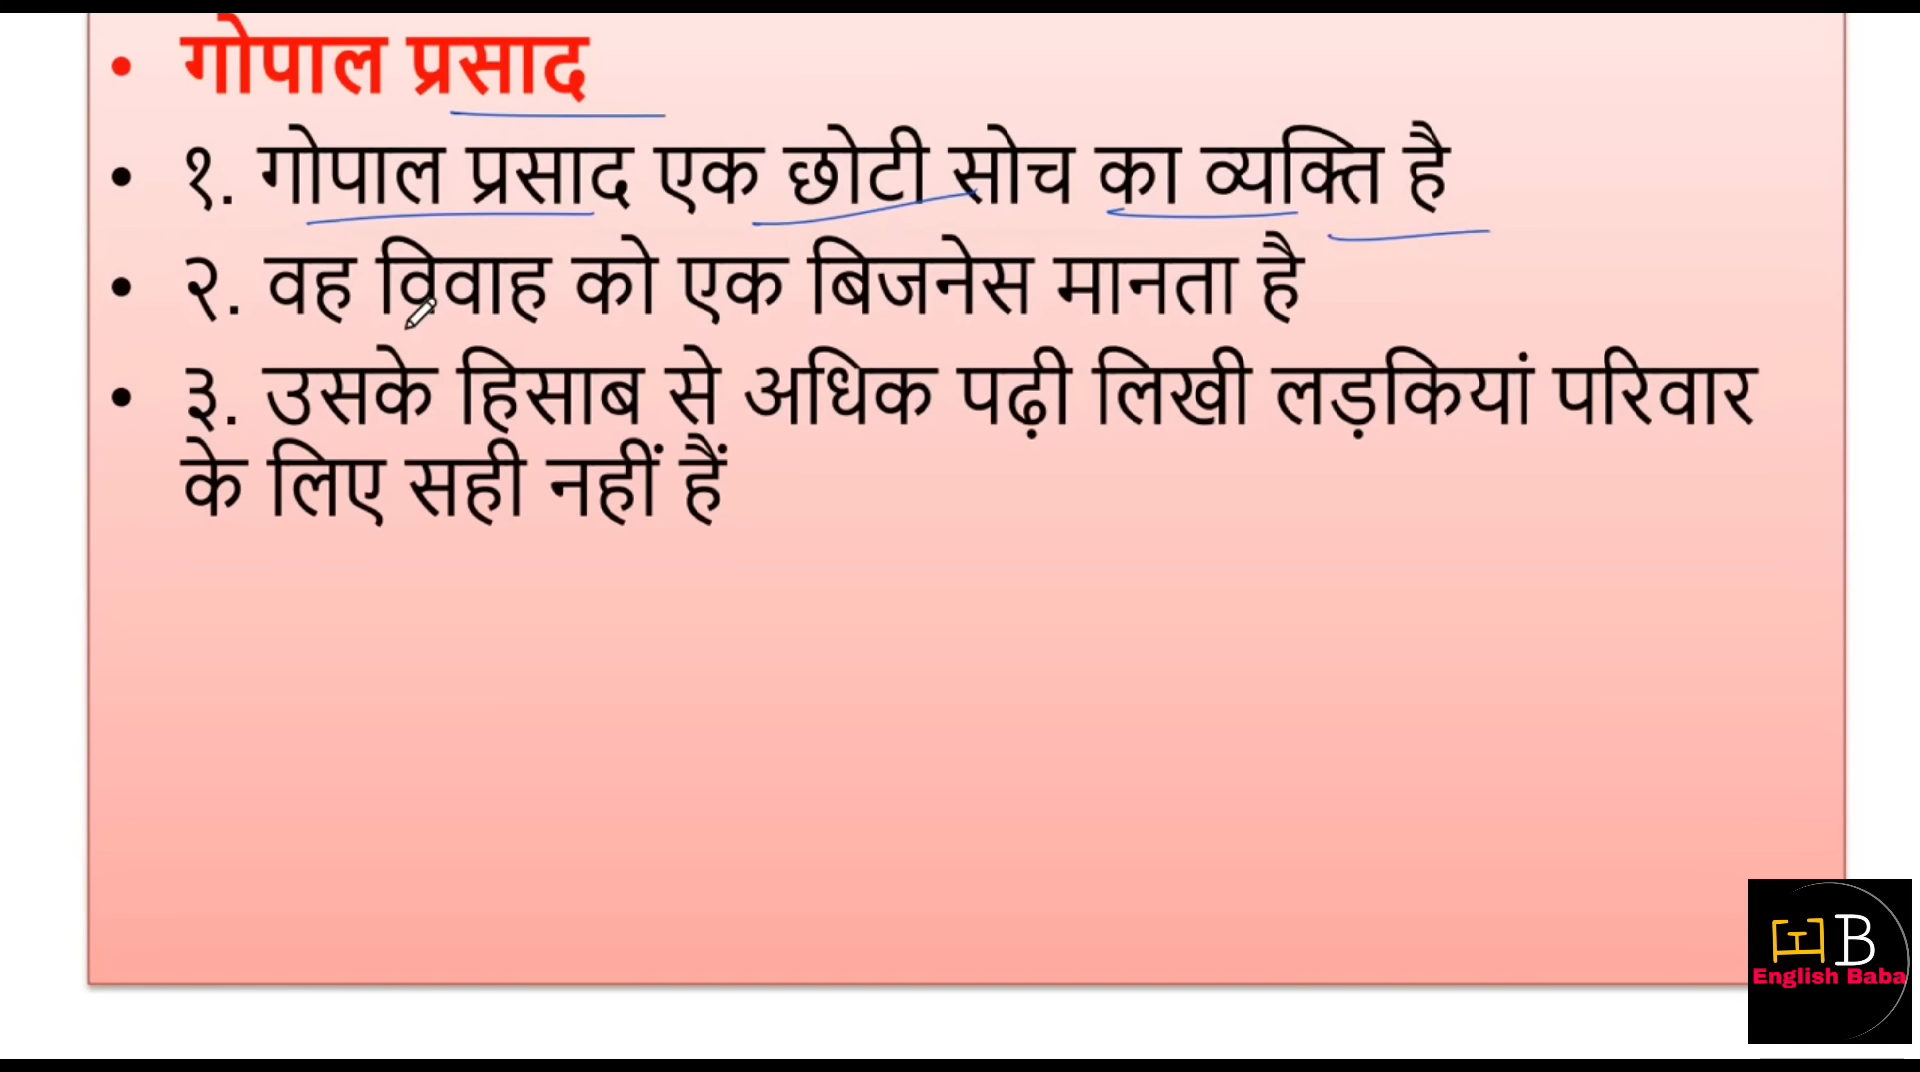 • गोपाल प्रसाद
• १. गोपाल प्रसाद एक छोटी सोच का व्यक्ति है
• २. वह विवाह को एक बिजनेस मानता है
• ३. उसके हिसाब से अधिक पढ़ी लिखी लड़कियां परिवार
के लिए सही नहीं हैं
B
English Baba